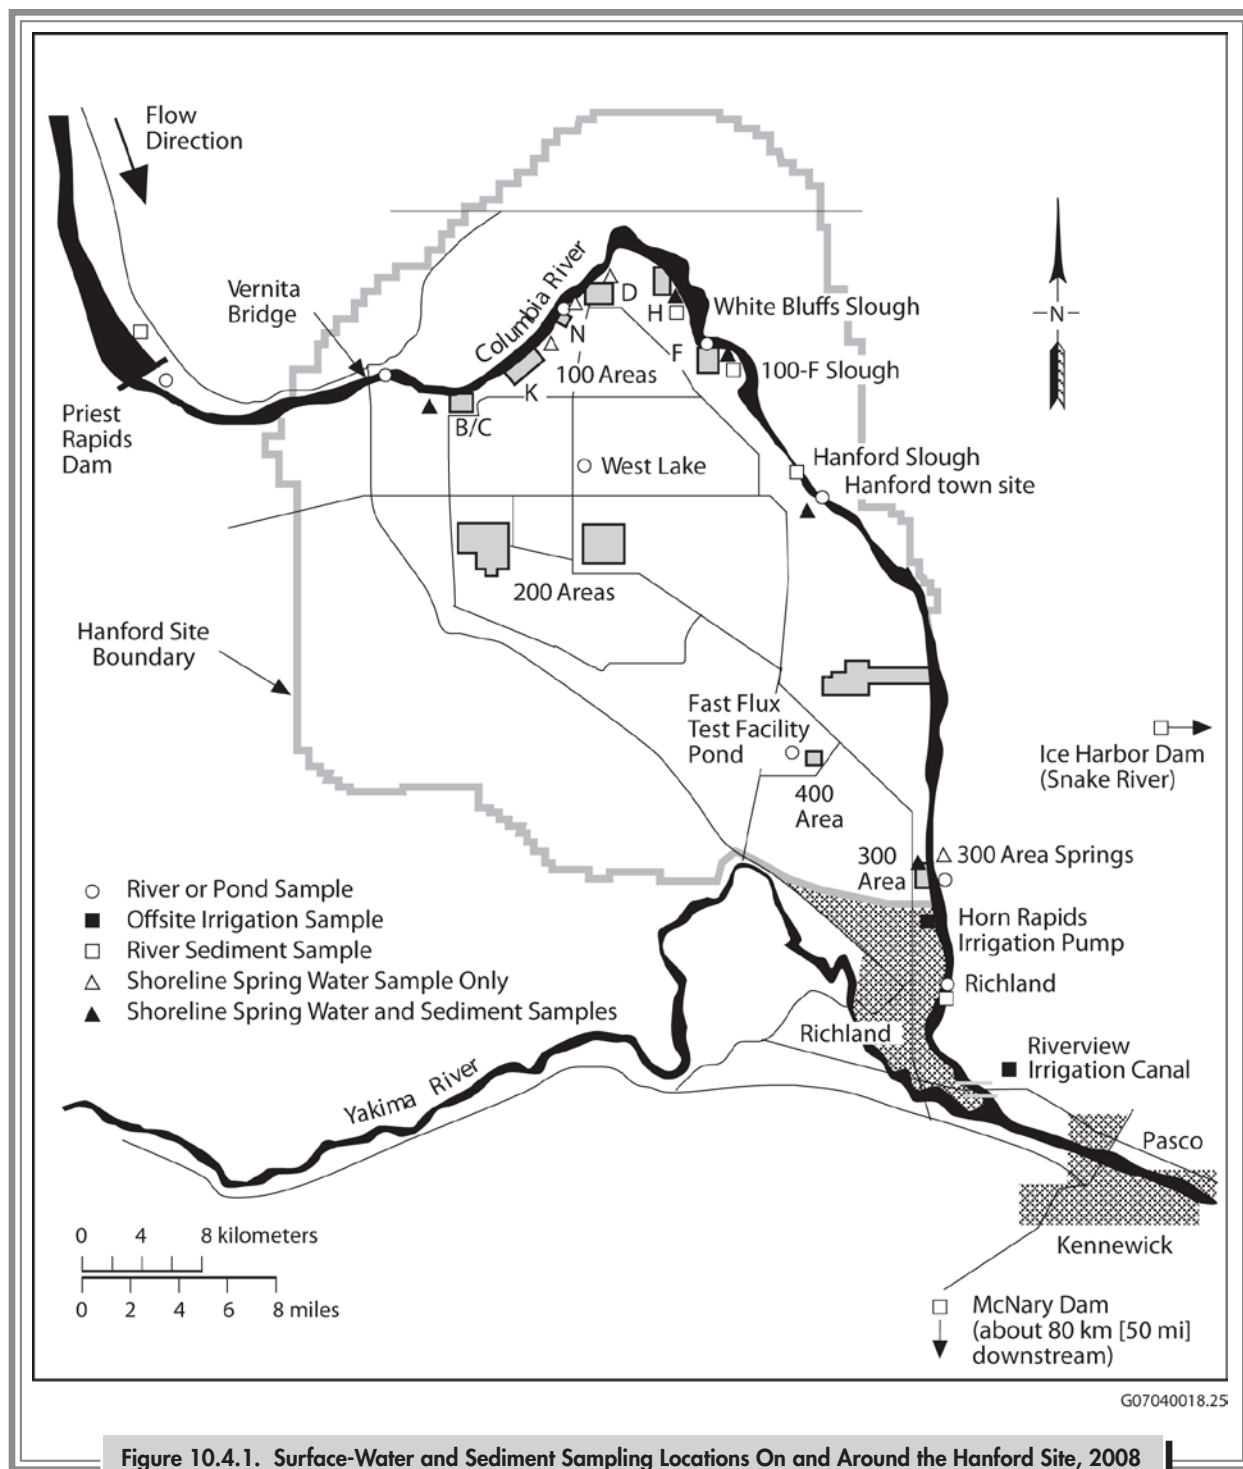 Flow
Direction
Vernita
Bridge
Columbia River
D
H
N
White Bluffs Slough
F
100-F Slough
100 Areas
K
Priest
Rapids
Dam
B/C
N
West Lake
Hanford Slough
Hanford town site
200 Areas
Hanford Site
Boundary
Fast Flux
Test Facility
Pond
Ice Harbor Dam
(Snake River)
400
Area
300
Area
300 Area Springs
River or Pond Sample
Offsite Irrigation Sample
River Sediment Sample
Shoreline Spring Water Sample Only
Shoreline Spring Water and Sediment Samples
Horn Rapids
Irrigation Pump
Richland
Richland
Riverview
Irrigation Canal
Yakima River
Pasco
Kennewick
0 4 8 kilometers
0 2 4 6 8 miles
McNary Dam
(about 80 km [50 mi]
downstream)
G07040018.25
Figure 10.4.1. Surface-Water and Sediment Sampling Locations On and Around the Hanford Site, 2008